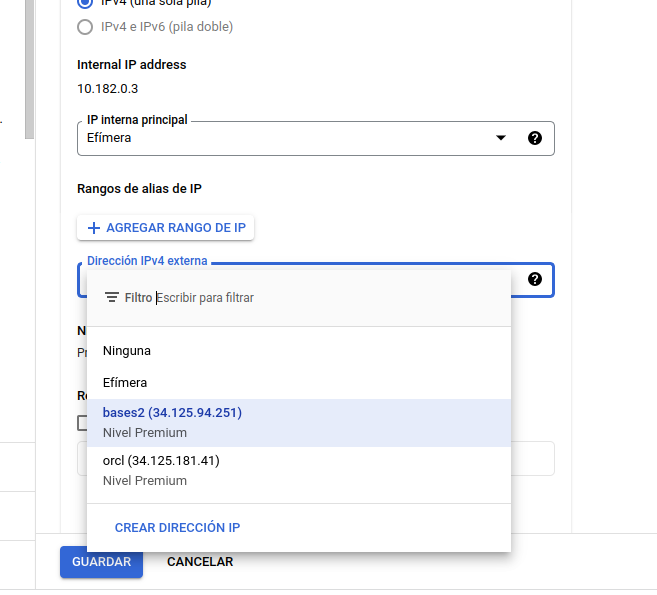 IPv4 (una sola pila)
IPv4 e IPv6 (pila doble)
Internal IP address
10.182.0.3
IP interna principal
Efímera
Rangos de alias de IP
AGREGAR RANGO DE IP
Dirección IPv4 externa
Filtro Escribir para filtrar
Ninguna
Efímera
bases2 (34.125.94.251)
Nivel Premium
orcl (34.125.181.41)
Nivel Premium
CREAR DIRECCIÓN IP
GUARDAR
CANCELAR